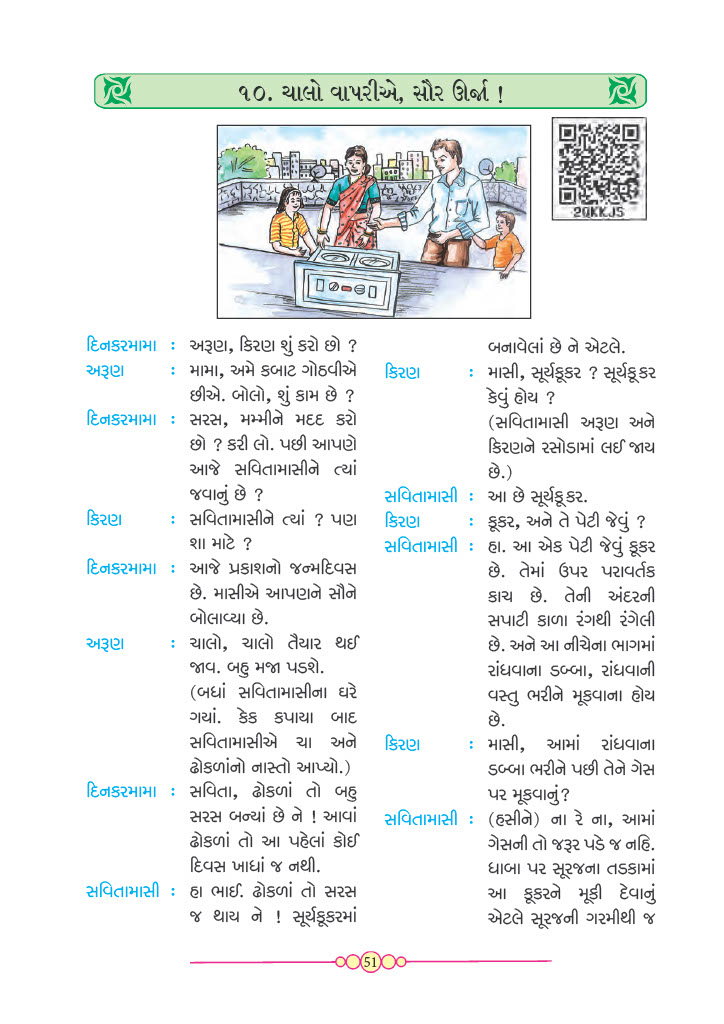 ૧૦. ચાલો વાપરીએ, સૌર ઊર્જા !
2QKKJS
દિનકરમામા : અરૂણ, કિરણ શું કરો છો ?
અરૂણ : મામા, અમે કબાટ ગોઠવીએ
છીએ. બોલો, શું કામ છે ?
દિનકરમામા : સરસ, મમ્મીને મદદ કરો
છો ? કરી લો. પછી આપણે
આજે સવિતામાસીને ત્યાં
જવાનું છે ?
કિરણ : સવિતામાસીને ત્યાં ? પણ
શા માટે ?
દિનકરમામા : આજે પ્રકાશનો જન્મદિવસ
છે. માસીએ આપણને સૌને
બોલાવ્યા છે.
અરૂણ : ચાલો, ચાલો તૈયાર થઈ
જાવ. બહુ મજા પડશે.
(બધાં સવિતામાસીના ઘરે
ગયાં. કેક કપાયા બાદ
સવિતામાસીએ ચા અને
ઢોકળાંનો નાસ્તો આપ્યો.)
દિનકરમામા : સવિતા, ઢોકળાં તો બહુ
સરસ બન્યાં છે ને ! આવાં
ઢોકળાં તો આ પહેલાં કોઈ
દિવસ ખાધાં જ નથી.
સવિતામાસી : હા ભાઈ. ઢોકળાં તો સરસ
જ થાય ને ! સૂર્યકૂકરમાં
બનાવેલાં છે ને એટલે.
કિરણ : માસી, સૂર્યકૂકર ? સૂર્યકૂકર
કેવું હોય ?
(સવિતામાસી અરૂણ અને
કિરણને રસોડામાં લઈ જાય
છે.)
સવિતામાસી : આ છે સૂર્યકૂકર.
કિરણ : કૂકર, અને તે પેટી જેવું ?
સવિતામાસી : હા. આ એક પેટી જેવું કૂકર
છે. તેમાં ઉપર પરાવર્તક
કાચ છે. તેની અંદરની
સપાટી કાળા રંગથી રંગેલી
છે. અને આ નીચેના ભાગમાં
રાંધવાના ડબ્બા, રાંધવાની
વસ્તુ ભરીને મૂકવાના હોય
છે.
કિરણ : માસી, આમાં રાંધવાના
ડબ્બા ભરીને પછી તેને ગેસ
પર મૂકવાનું?
સવિતામાસી : (હસીને) ના રે ના, આમાં
ગેસની તો જરૂર પડે જ નહિ.
ધાબા પર સૂરજના તડકામાં
આ કૂકરને મૂકી દેવાનું
એટલે સૂરજની ગરમીથી જ
51